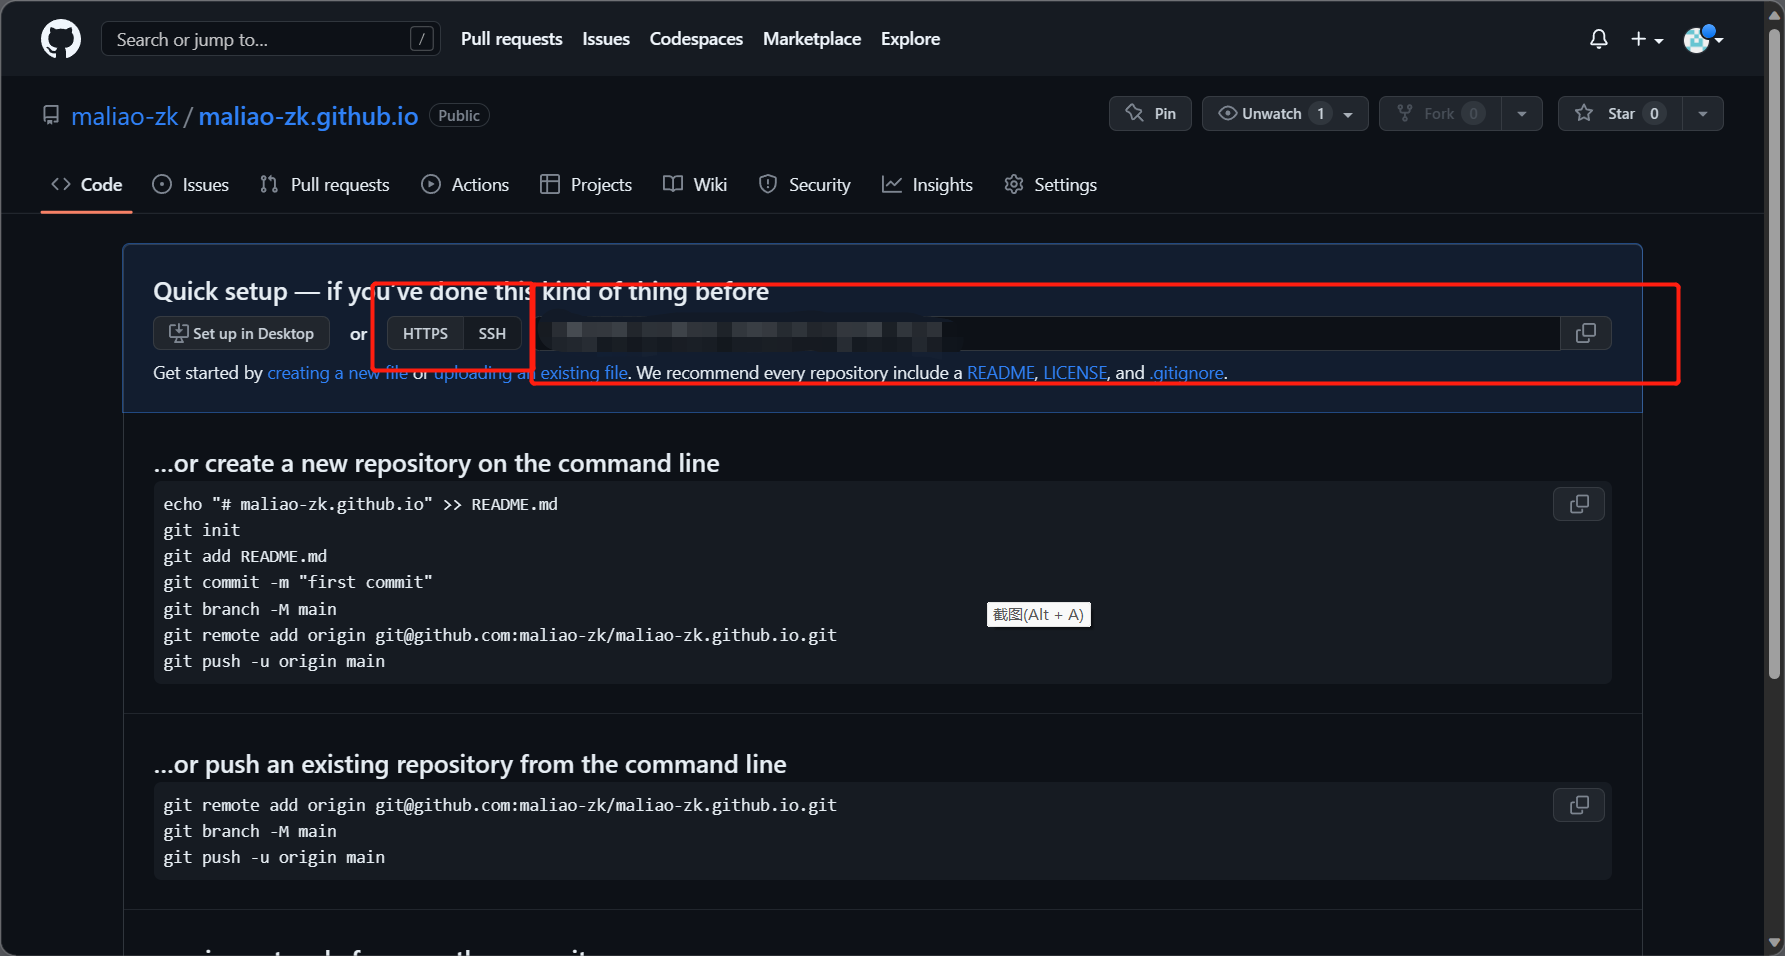 Search or jump to... / Pull requests Issues Codespaces Marketplace Explore
maliao-zk / maliao-zk.github.io Public Pin Unwatch 1 Fork 0 Star 0
Code Issues Pull requests Actions Projects Wiki Security Insights Settings
Quick setup — if you've done this kind of thing before
Set up in Desktop or HTTPS SSH
Get started by creating a new file or uploading an existing file. We recommend every repository include a README, LICENSE, and .gitignore.
...or create a new repository on the command line
echo "# maliao-zk.github.io" >> README.md
git init
git add README.md
git commit -m "first commit"
git branch -M main
截图(Alt + A)
git remote add origin git@github.com:maliao-zk/maliao-zk.github.io.git
git push -u origin main
...or push an existing repository from the command line
git remote add origin git@github.com:maliao-zk/maliao-zk.github.io.git
git branch -M main
git push -u origin main